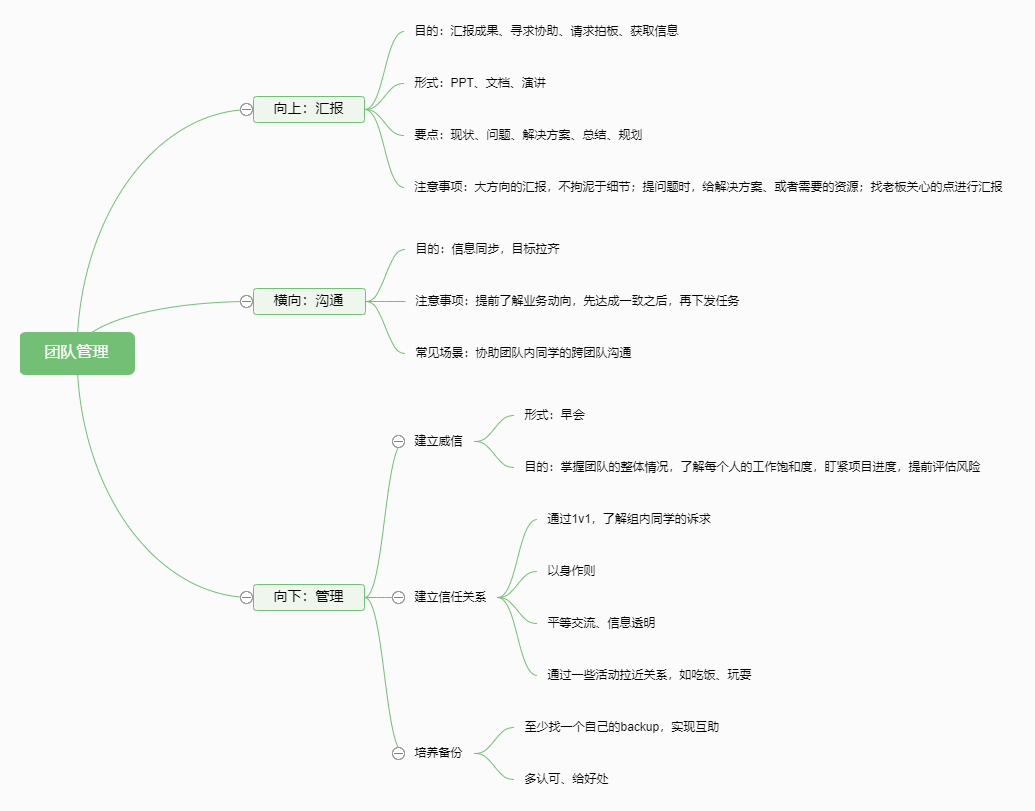 团队管理
向上：汇报
目的：汇报成果、寻求协助、请求拍板、获取信息
形式：PPT、文档、演讲
要点：现状、问题、解决方案、总结、规划
注意事项：大方向的汇报，不拘泥于细节；提问题时，给解决方案、或者需要的资源；找老板关心的点进行汇报
横向：沟通
目的：信息同步，目标拉齐
注意事项：提前了解业务动向，先达成一致之后，再下发任务
常见场景：协助团队内同学的跨团队沟通
向下：管理
建立威信
形式：早会
目的：掌握团队的整体情况，了解每个人的工作饱和度，盯紧项目进度，提前评估风险
建立信任关系
通过1v1，了解组内同学的诉求
以身作则
平等交流、信息透明
通过一些活动拉近关系，如吃饭、玩耍
培养备份
至少找一个自己的backup，实现互助
多认可、给好处